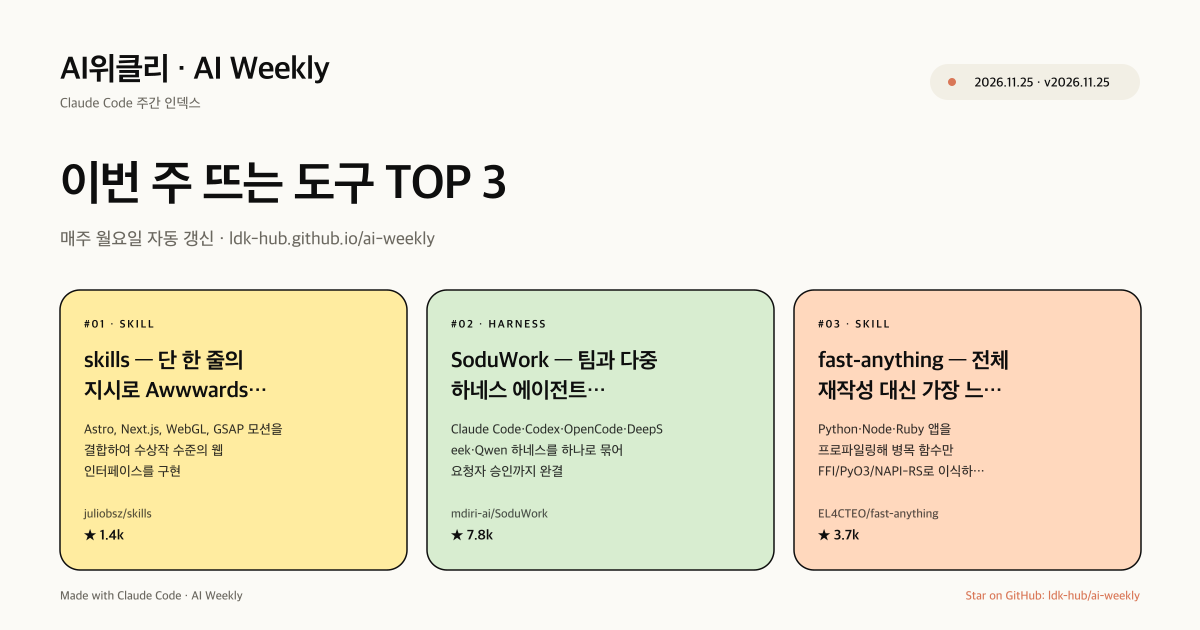 AI위클리 · AI Weekly
Claude Code 주간 인덱스
2026.11.25 · v2026.11.25
이번 주 뜨는 도구 TOP 3
매주 월요일 자동 갱신 · ldk-hub.github.io/ai-weekly
#01 · SKILL
skills — 단 한 줄의
지시로 Awwwards…
Astro, Next.js, WebGL, GSAP 모션을
결합하여 수상작 수준의 웹
인터페이스를 구현
juliobsz/skills
★ 1.4k
#02 · HARNESS
SoduWork — 팀과 다중
하네스 에이전트…
Claude Code·Codex·OpenCode·DeepS
eek·Qwen 하네스를 하나로 묶어
요청자 승인까지 완결
mdiri-ai/SoduWork
★ 7.8k
#03 · SKILL
fast-anything — 전체
재작성 대신 가장 느…
Python·Node·Ruby 앱을
프로파일링해 병목 함수만
FFI/PyO3/NAPI-RS로 이식하…
EL4CTEO/fast-anything
★ 3.7k
Made with Claude Code · AI Weekly
Star on GitHub: ldk-hub/ai-weekly